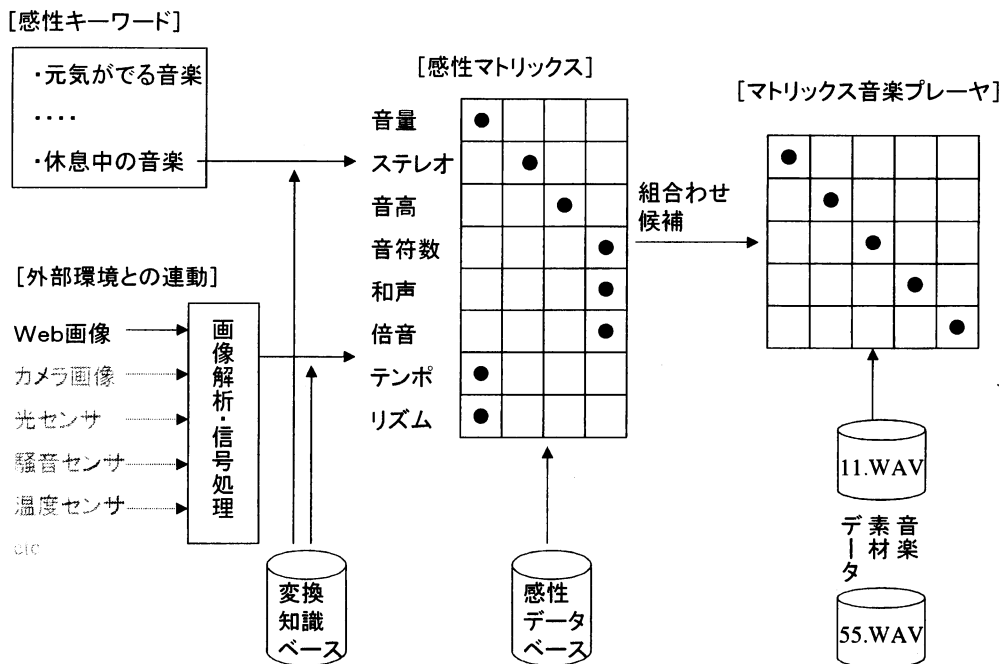 [感性キーワード]
・元気がでる音楽
・・・・
・休息中の音楽
[外部環境との連動]
Web画像
カメラ画像
光センサ
騒音センサ
温度センサ
etc
画像解析・信号処理
変換
知識
ベース
[感性マトリックス]
音量
ステレオ
音高
音符数
和声
倍音
テンポ
リズム
感性
データ
ベース
組合わせ
候補
[マトリックス音楽プレーヤ]
11.WAV
音楽
素材
データ
55.WAV